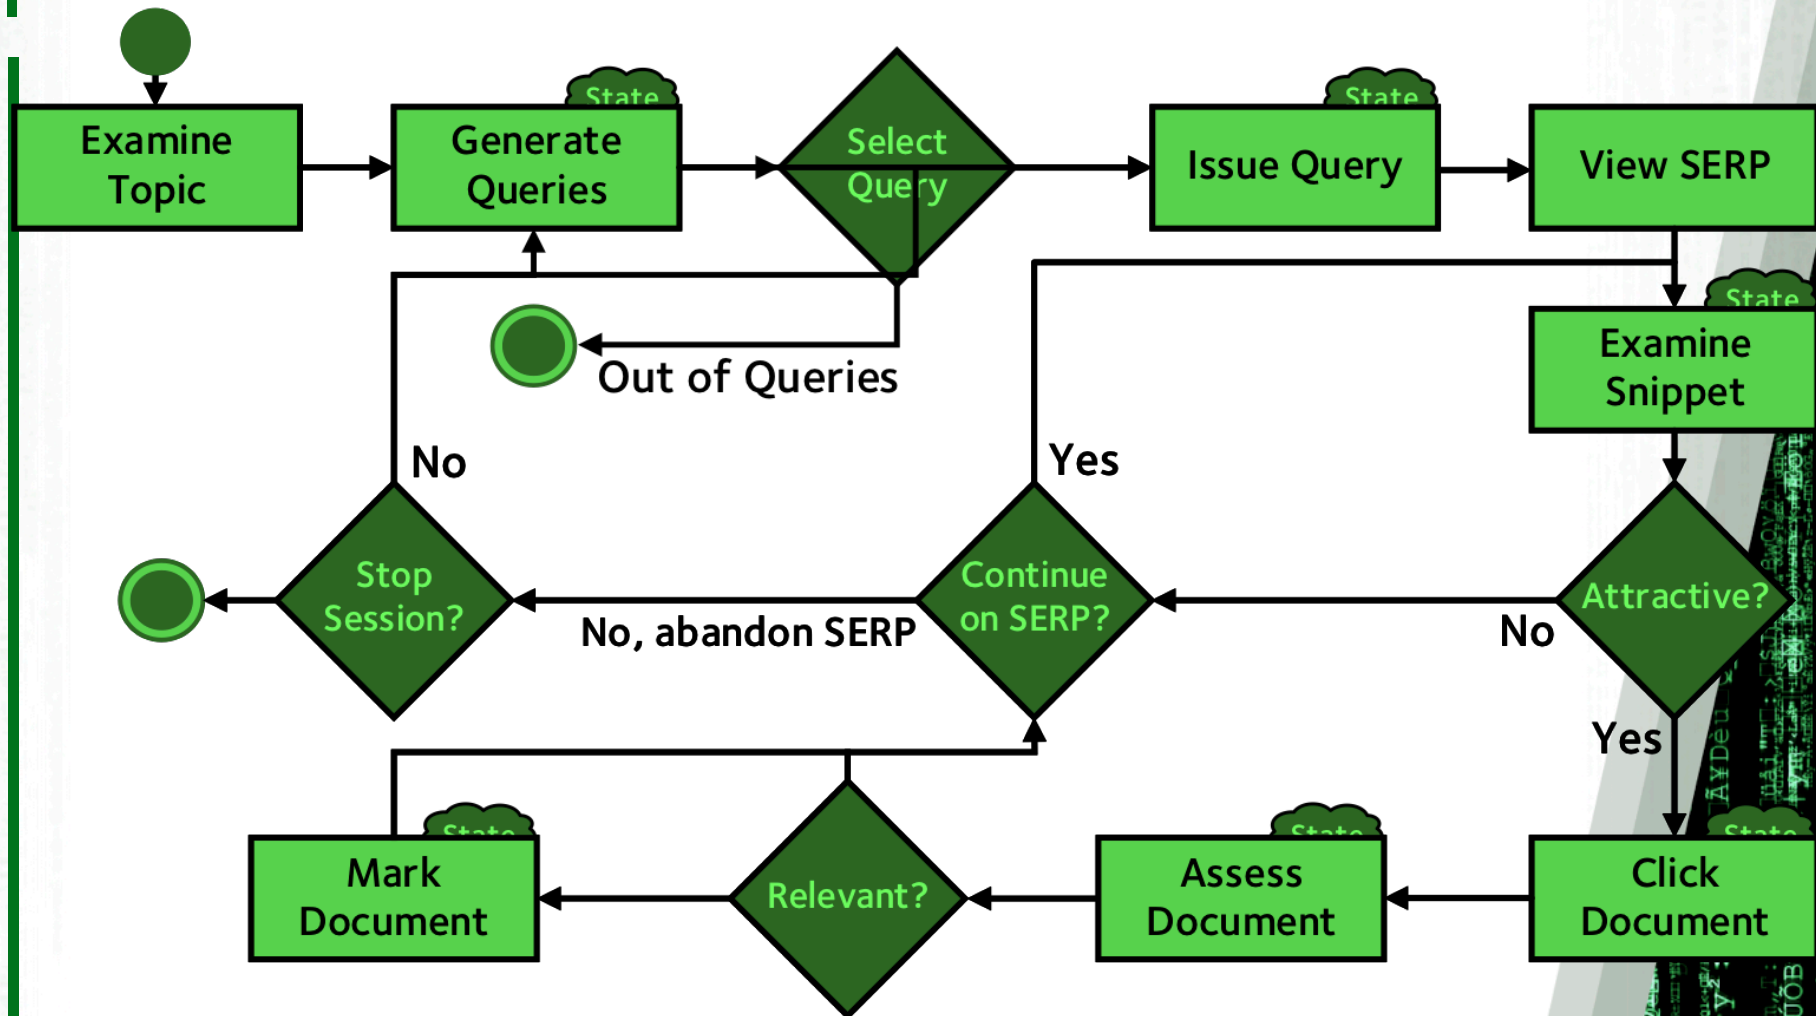 State
State
Examine
Topic
Generate
Queries
Select
Query
Issue Query
View SERP
State
Examine
Snippet
Out of Queries
No
Yes
Stop
Session?
Continue
on SERP?
Attractive?
No, abandon SERP
No
Yes
State
State
State
Mark
Document
Relevant?
Assess
Document
Click
Document